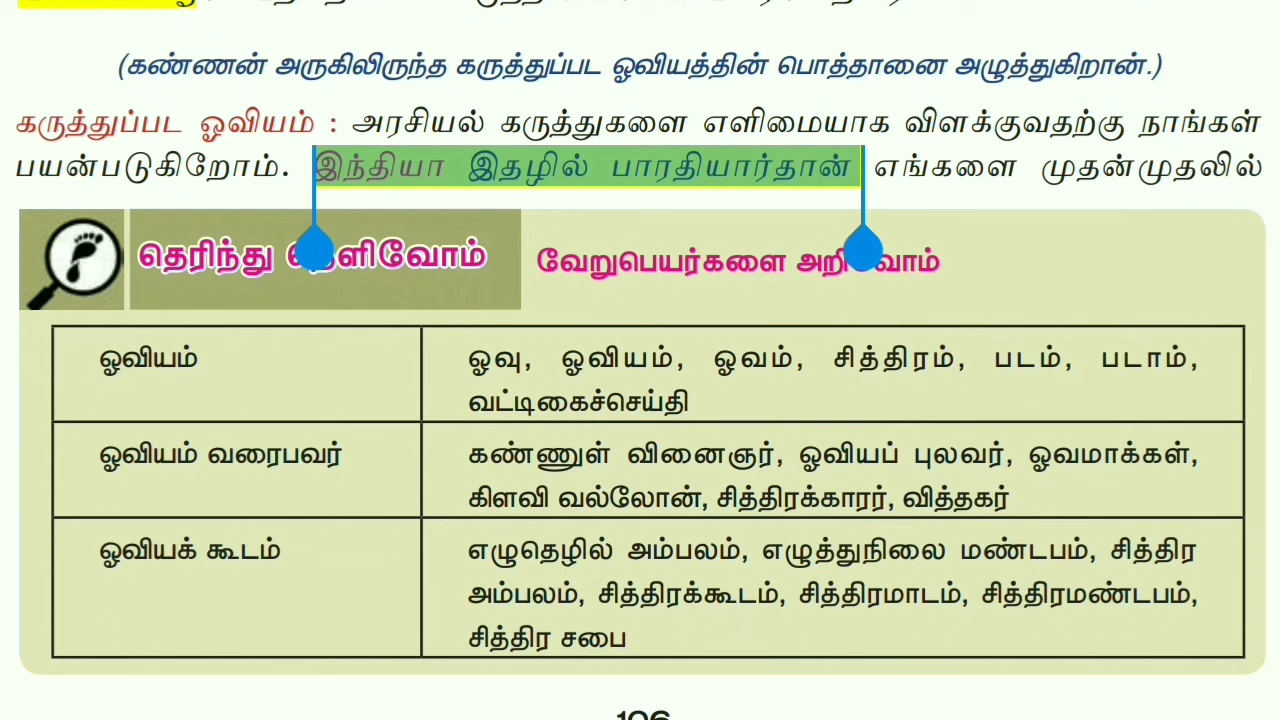 (கண்ணன் அருகிலிருந்த கருத்துப்பட ஓவியத்தின் பொத்தானை அழுத்துகிறான்.)
கருத்துப்பட ஓவியம் : அரசியல் கருத்துகளை எளிமையாக விளக்குவதற்கு நாங்கள்
பயன்படுகிறோம். இந்தியா இதழில் பாரதியார்தான் எங்களை முதன்முதலில்
தெரிந்து தெளிவோம்
வேறுபெயர்களை அறிவோம்
ஓவியம்
ஓவு, ஓவியம், ஓவம், சித்திரம், படம், படாம்,
வட்டிகைச்செய்தி
ஓவியம் வரைபவர்
கண்ணுள் வினைஞர், ஓவியப் புலவர், ஓவமாக்கள்,
கிளவி வல்லோன், சித்திரக்காரர், வித்தகர்
ஓவியக் கூடம்
எழுதெழில் அம்பலம், எழுத்துநிலை மண்டபம், சித்திர
அம்பலம், சித்திரக்கூடம், சித்திரமாடம், சித்திரமண்டபம்,
சித்திர சபை
106